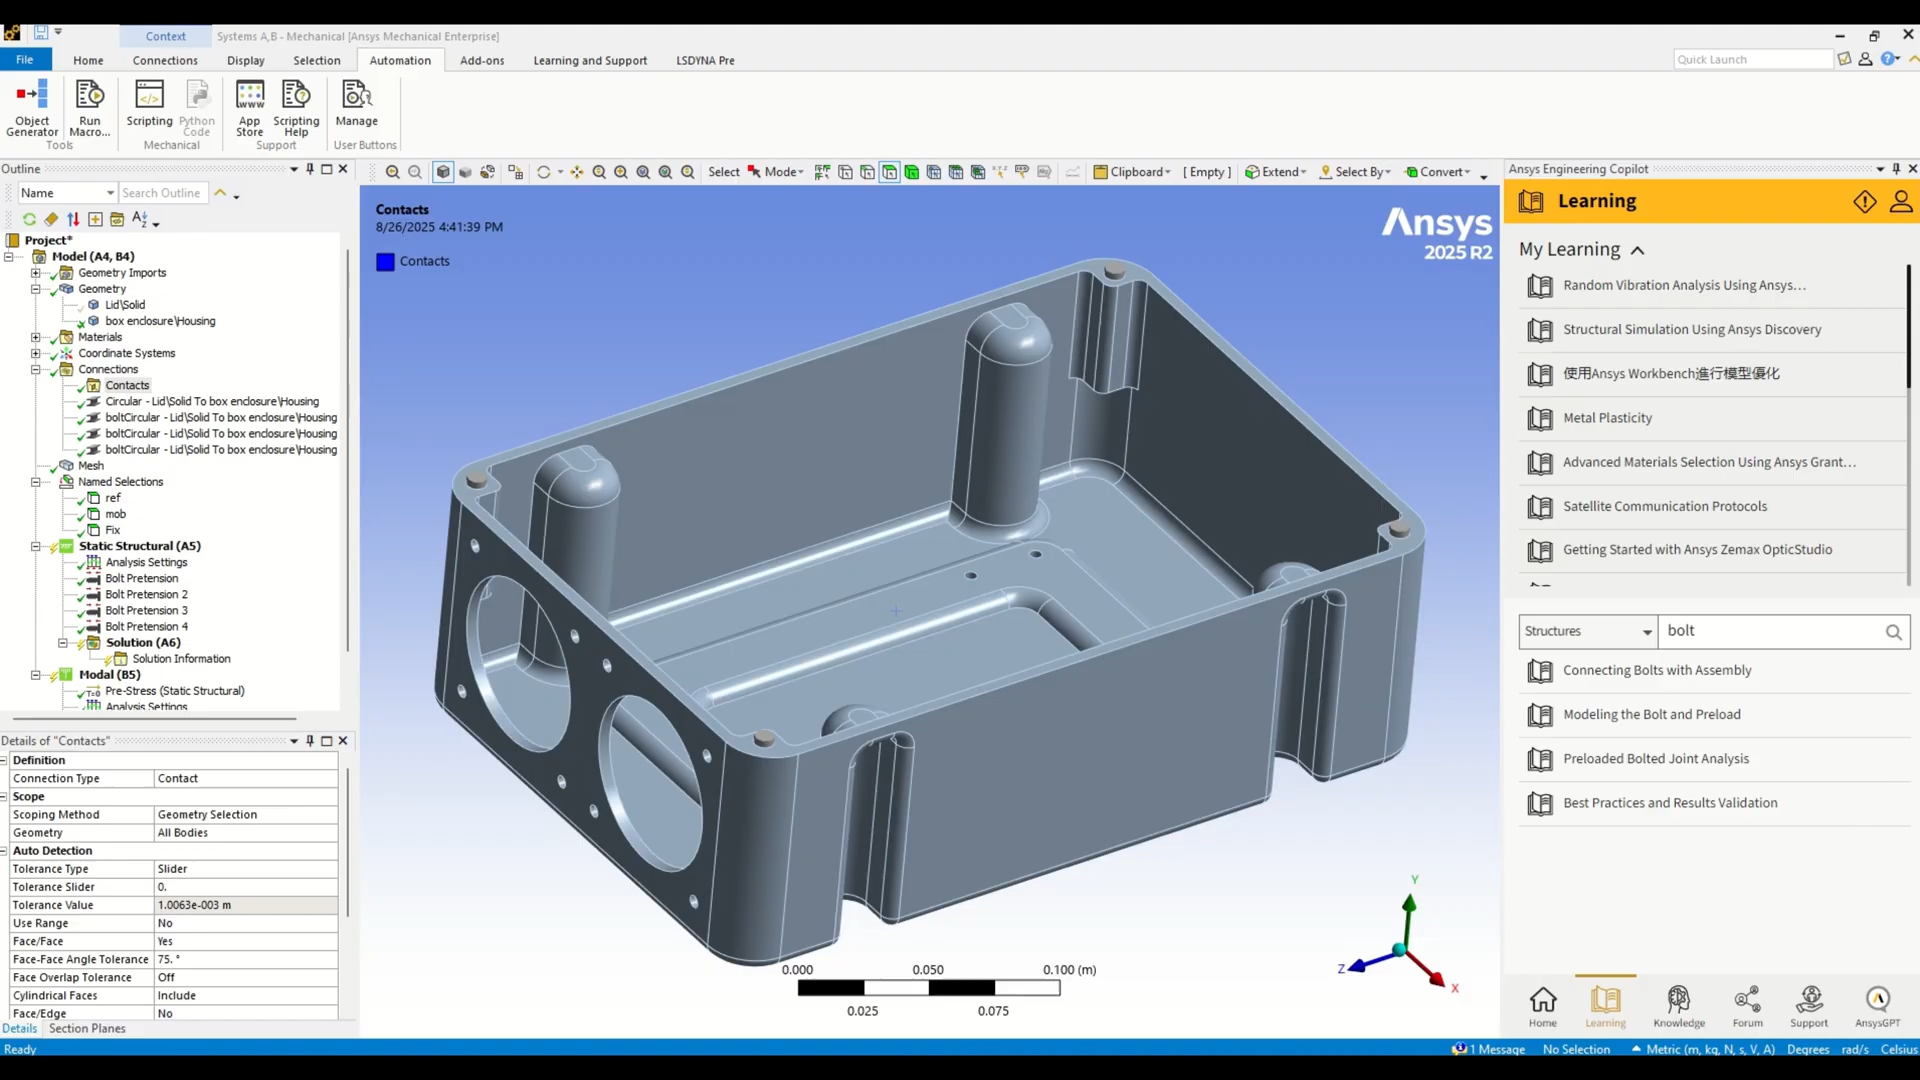 Context
Systems A,B - Mechanical [Ansys Mechanical Enterprise]
File
Home
Connections
Display
Selection
Automation
Add-ons
Learning and Support
LSDYNA Pre
Quick Launch
Object Generator
Run Macro...
Scripting
Python Code
App Store
Scripting Help
Manage
Tools
Mechanical
Support
User Buttons
Outline
Name
Search Outline
Project*
Model (A4, B4)
Geometry Imports
Geometry
Lid\Solid
box enclosure\Housing
Materials
Coordinate Systems
Connections
Contacts
Circular - Lid\Solid To box enclosure\Housing
boltCircular - Lid\Solid To box enclosure\Housing
boltCircular - Lid\Solid To box enclosure\Housing
boltCircular - Lid\Solid To box enclosure\Housing
Mesh
Named Selections
ref
mob
Fix
Static Structural (A5)
Analysis Settings
Bolt Pretension
Bolt Pretension 2
Bolt Pretension 3
Bolt Pretension 4
Solution (A6)
Solution Information
Modal (B5)
Pre-Stress (Static Structural)
Analysis Settings
Details of "Contacts"
Definition
Connection Type Contact
Scope
Scoping Method Geometry Selection
Geometry All Bodies
Auto Detection
Tolerance Type Slider
Tolerance Slider 0.
Tolerance Value 1.0063e-003 m
Use Range No
Face/Face Yes
Face-Face Angle Tolerance 75. °
Face Overlap Tolerance Off
Cylindrical Faces Include
Face/Edge No
Details
Section Planes
Ready
Select
Mode
Clipboard
[ Empty ]
Extend
Select By
Convert
Contacts
8/26/2025 4:41:39 PM
Contacts
Ansys
2025 R2
0.000
0.050
0.100 (m)
0.025
0.075
Y
Z
X
Ansys Engineering Copilot
Learning
My Learning
Random Vibration Analysis Using Ansys...
Structural Simulation Using Ansys Discovery
使用Ansys Workbench進行模型優化
Metal Plasticity
Advanced Materials Selection Using Ansys Grant...
Satellite Communication Protocols
Getting Started with Ansys Zemax OpticStudio
Structures
bolt
Connecting Bolts with Assembly
Modeling the Bolt and Preload
Preloaded Bolted Joint Analysis
Best Practices and Results Validation
Home
Learning
Knowledge
Forum
Support
AnsysGPT
1 Message
No Selection
Metric (m, kg, N, s, V, A)
Degrees
rad/s
Celsius